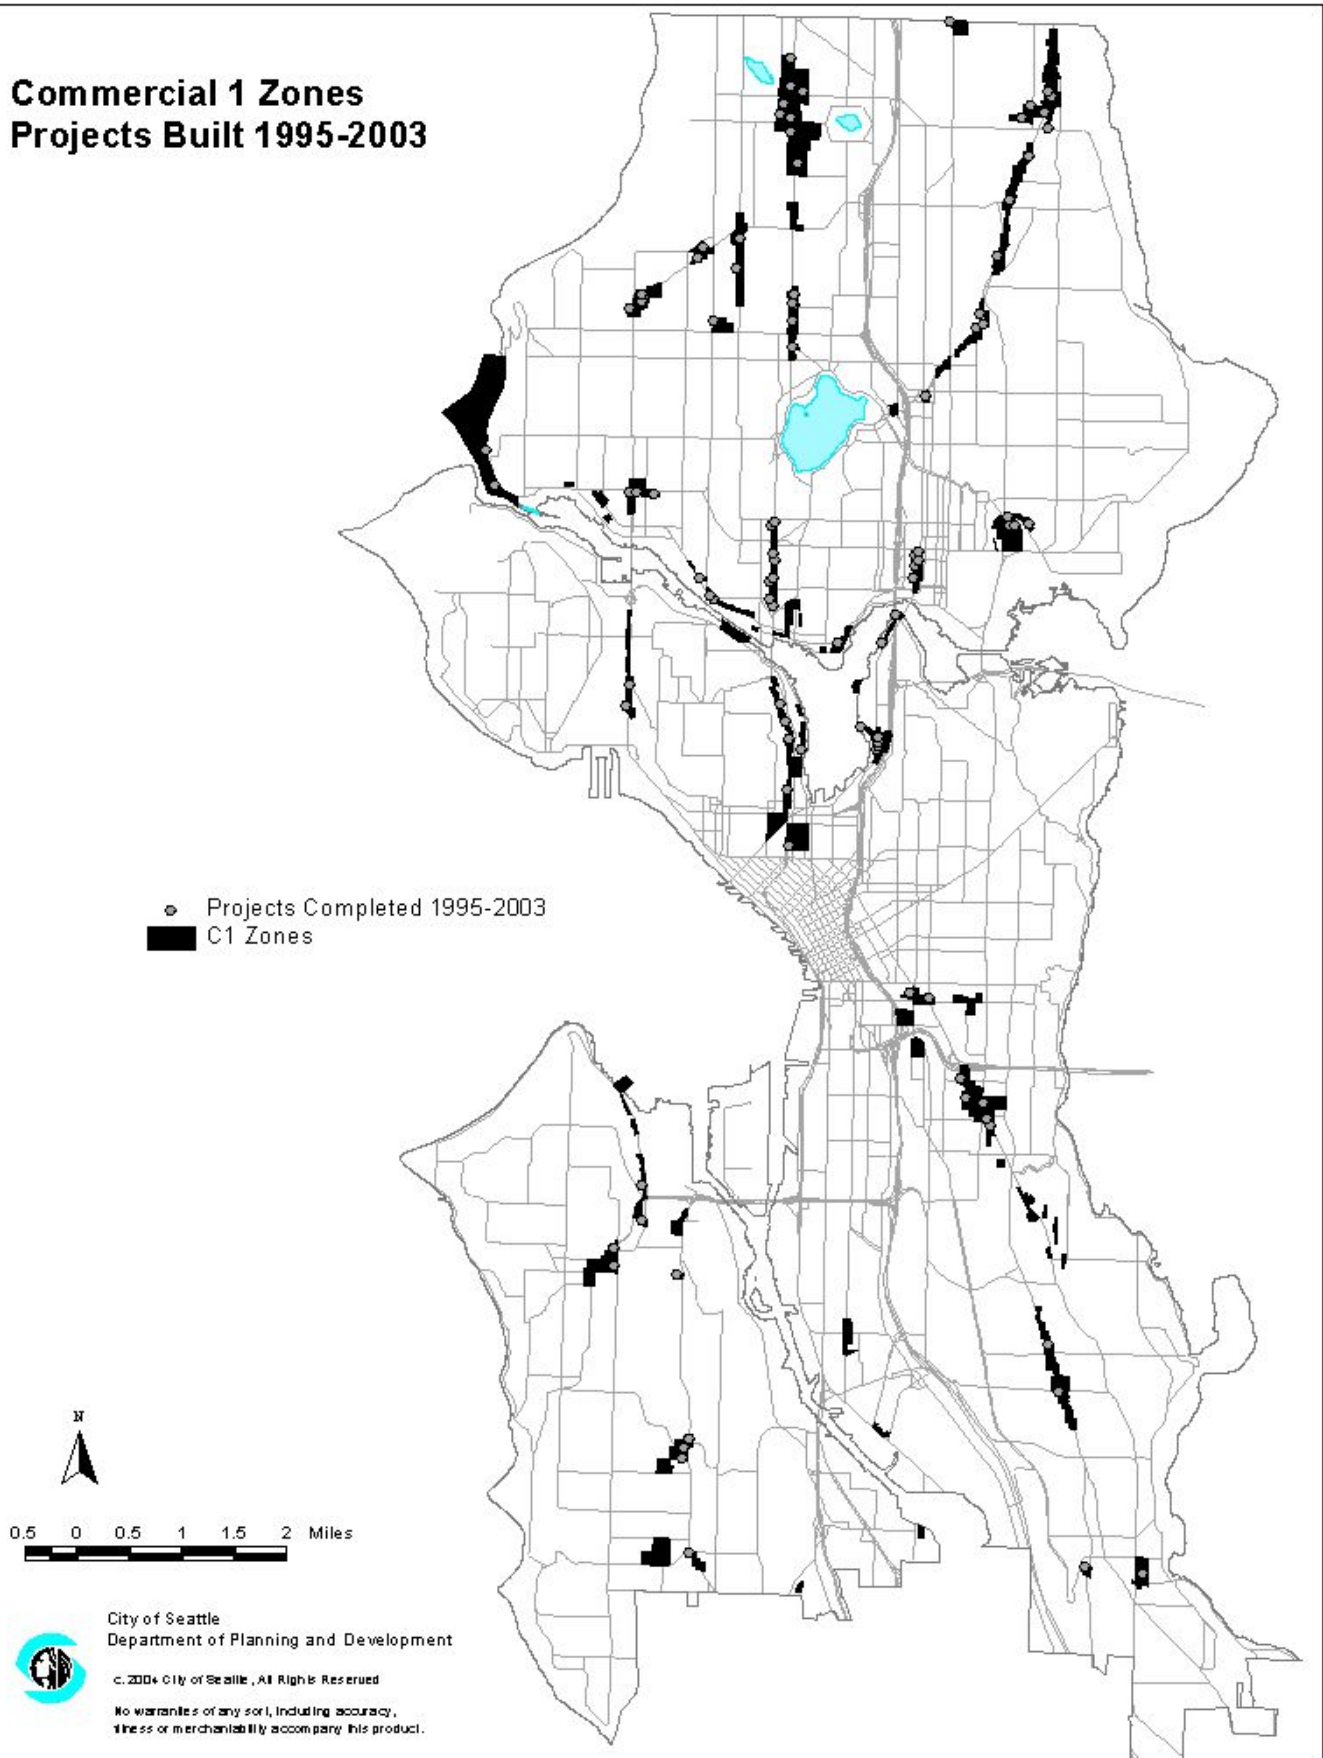 Commercial 1 Zones
Projects Built 1995-2003
Projects Completed 1995-2003
C1 Zones
N
0.5 0 0.5 1 1.5 2 Miles
City of Seattle
Department of Planning and Development
c. 2004 City of Seattle, All Rights Reserved
No warranties of any sort, including accuracy,
fitness or merchantability accompany this product.